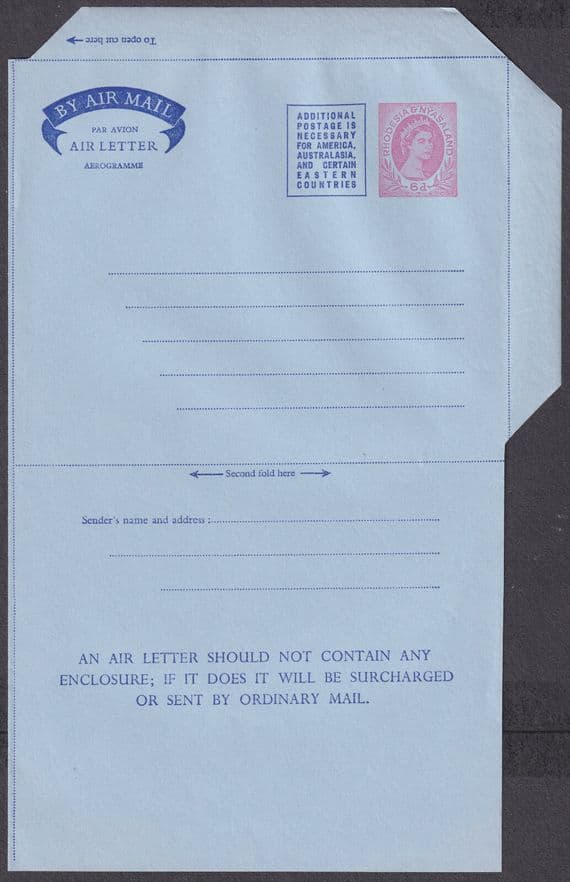 To open cut here
BY AIR MAIL
PAR AVION
AIR LETTER
AEROGRAMME
ADDITIONAL
POSTAGE IS
NECESSARY
FOR AMERICA,
AUSTRALASIA,
AND CERTAIN
EASTERN
COUNTRIES
RHODESIA & NYASALAND
6d
Second fold here
Sender's name and address :
AN AIR LETTER SHOULD NOT CONTAIN ANY
ENCLOSURE; IF IT DOES IT WILL BE SURCHARGED
OR SENT BY ORDINARY MAIL.